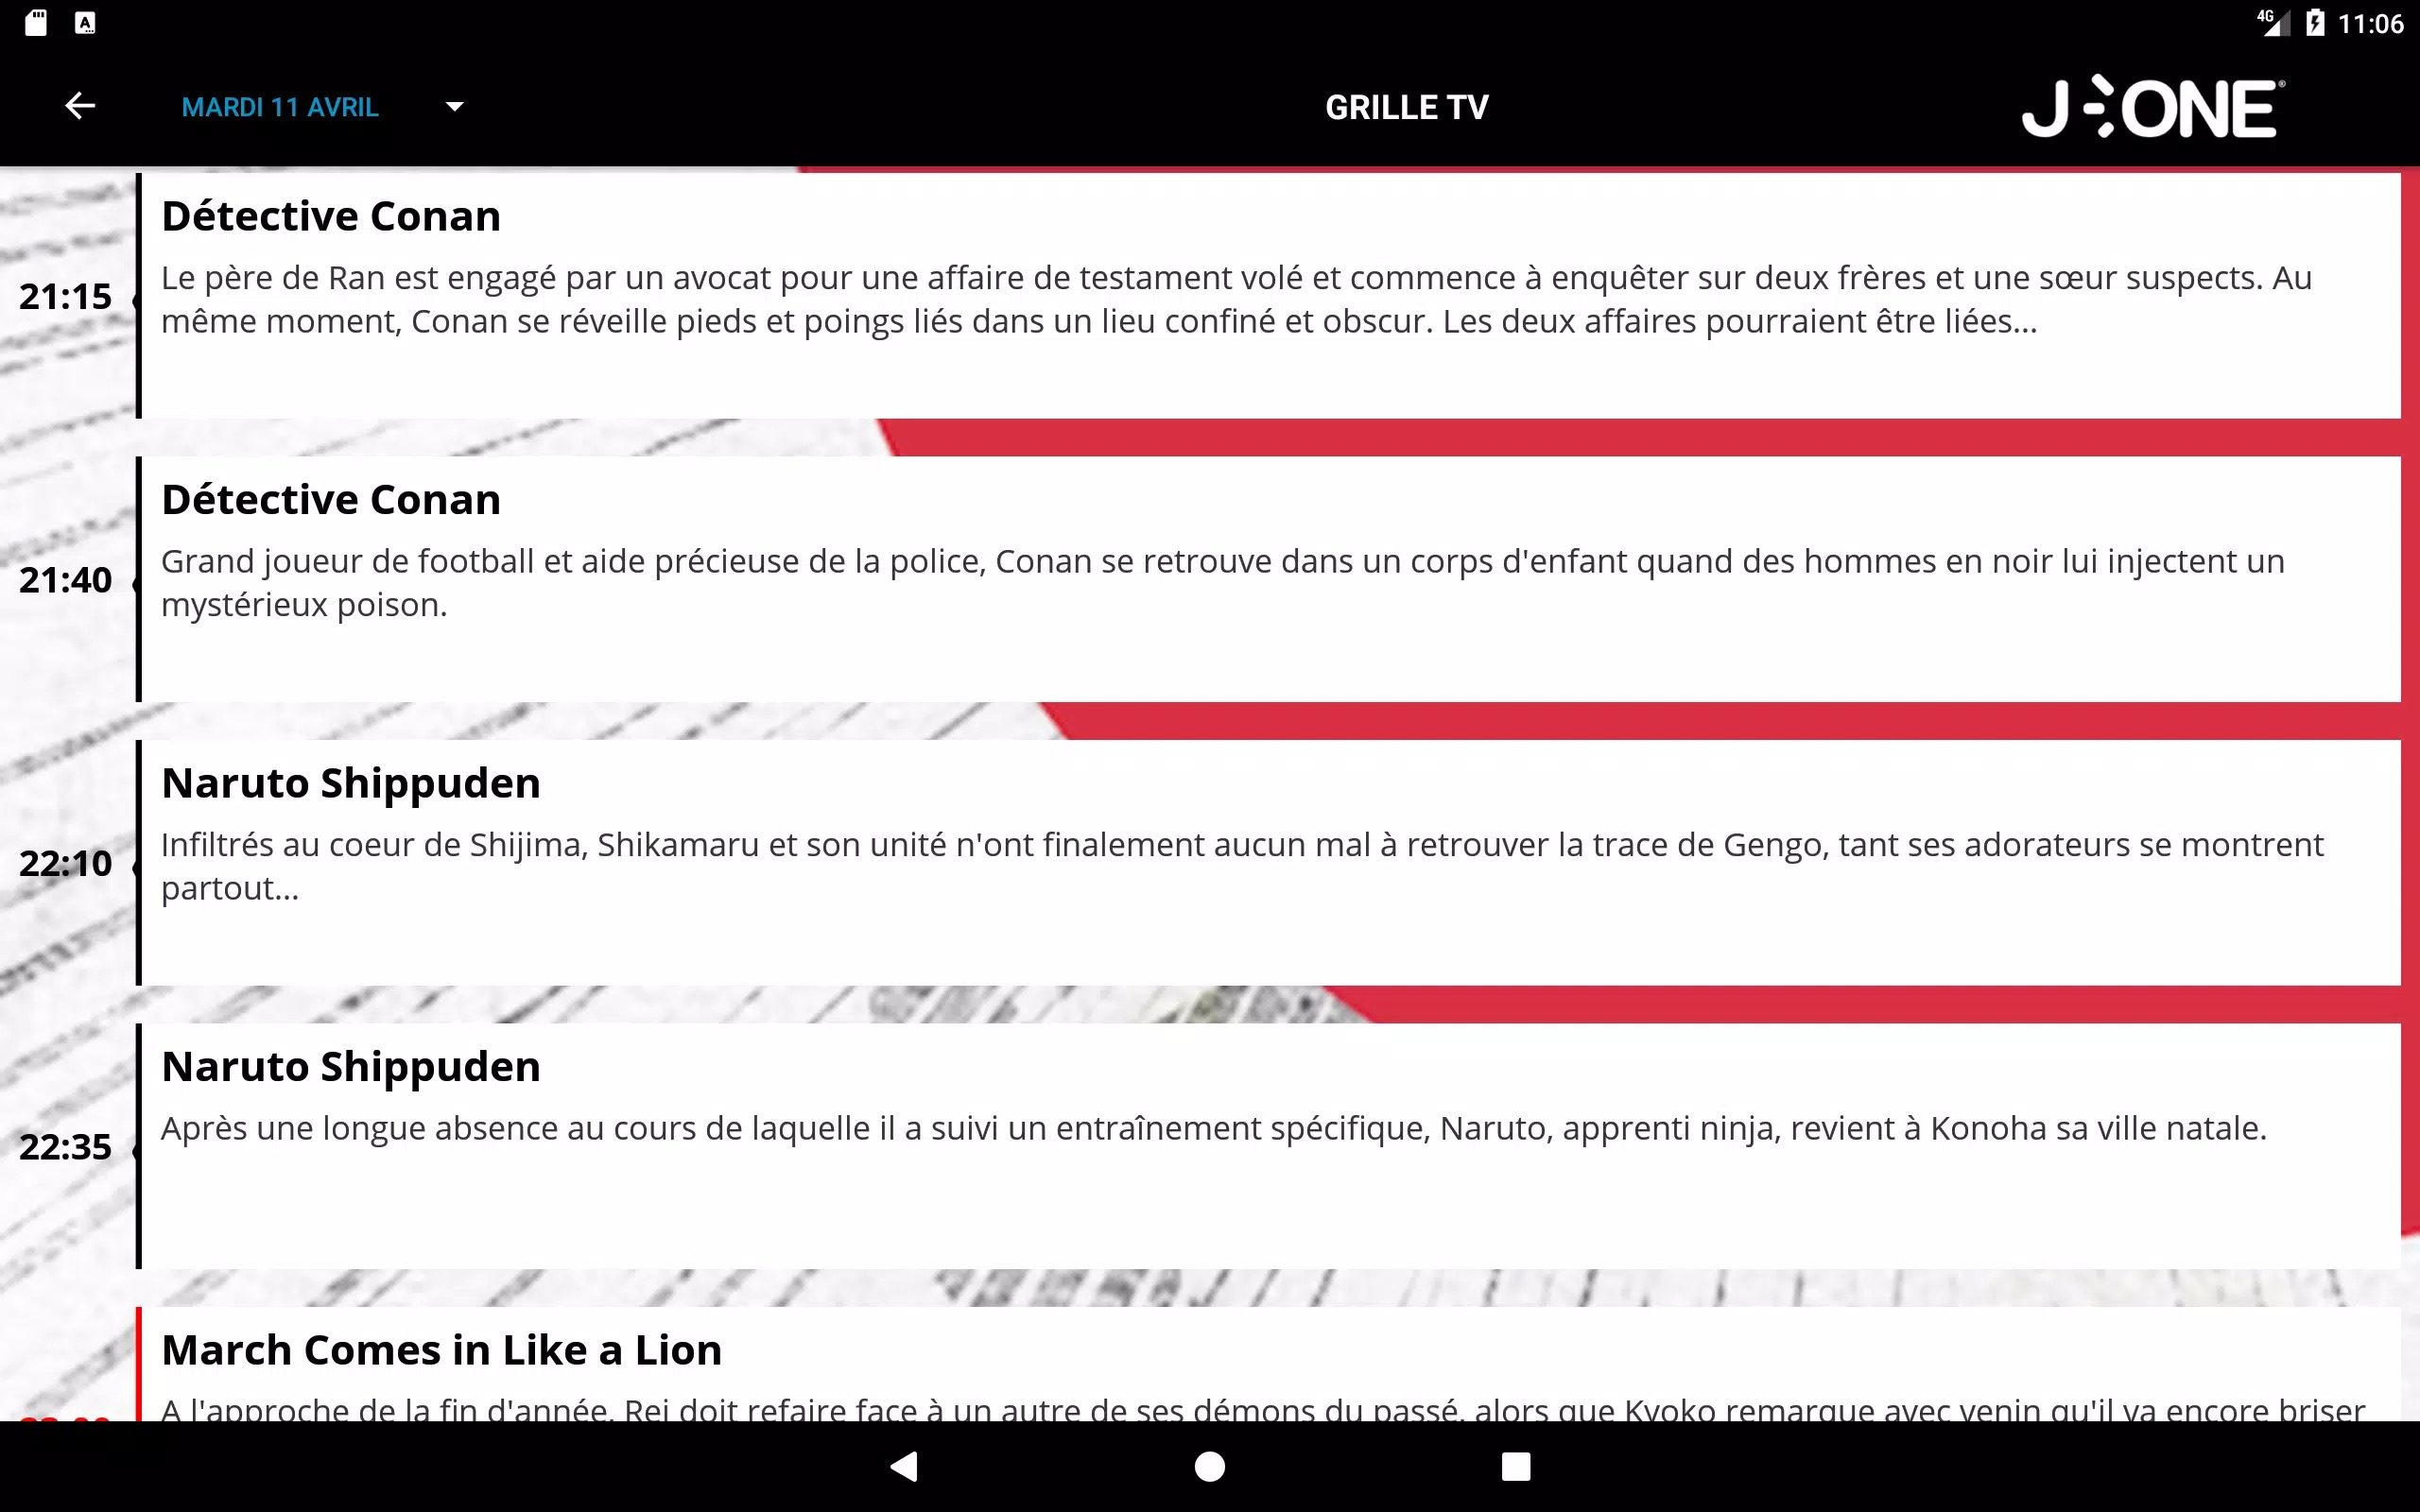 4G 11:06
MARDI 11 AVRIL
GRILLE TV
J-ONE®
Détective Conan
21:15
Le père de Ran est engagé par un avocat pour une affaire de testament volé et commence à enquêter sur deux frères et une sœur suspects. Au
même moment, Conan se réveille pieds et poings liés dans un lieu confiné et obscur. Les deux affaires pourraient être liées...
Détective Conan
21:40
Grand joueur de football et aide précieuse de la police, Conan se retrouve dans un corps d'enfant quand des hommes en noir lui injectent un
mystérieux poison.
Naruto Shippuden
22:10
Infiltrés au coeur de Shijima, Shikamaru et son unité n'ont finalement aucun mal à retrouver la trace de Gengo, tant ses adorateurs se montrent
partout...
Naruto Shippuden
22:35
Après une longue absence au cours de laquelle il a suivi un entraînement spécifique, Naruto, apprenti ninja, revient à Konoha sa ville natale.
March Comes in Like a Lion
A l'approche de la fin d'année, Rei doit refaire face à un autre de ses démons du passé, alors que Kyoko remarque avec venin qu'il va encore briser